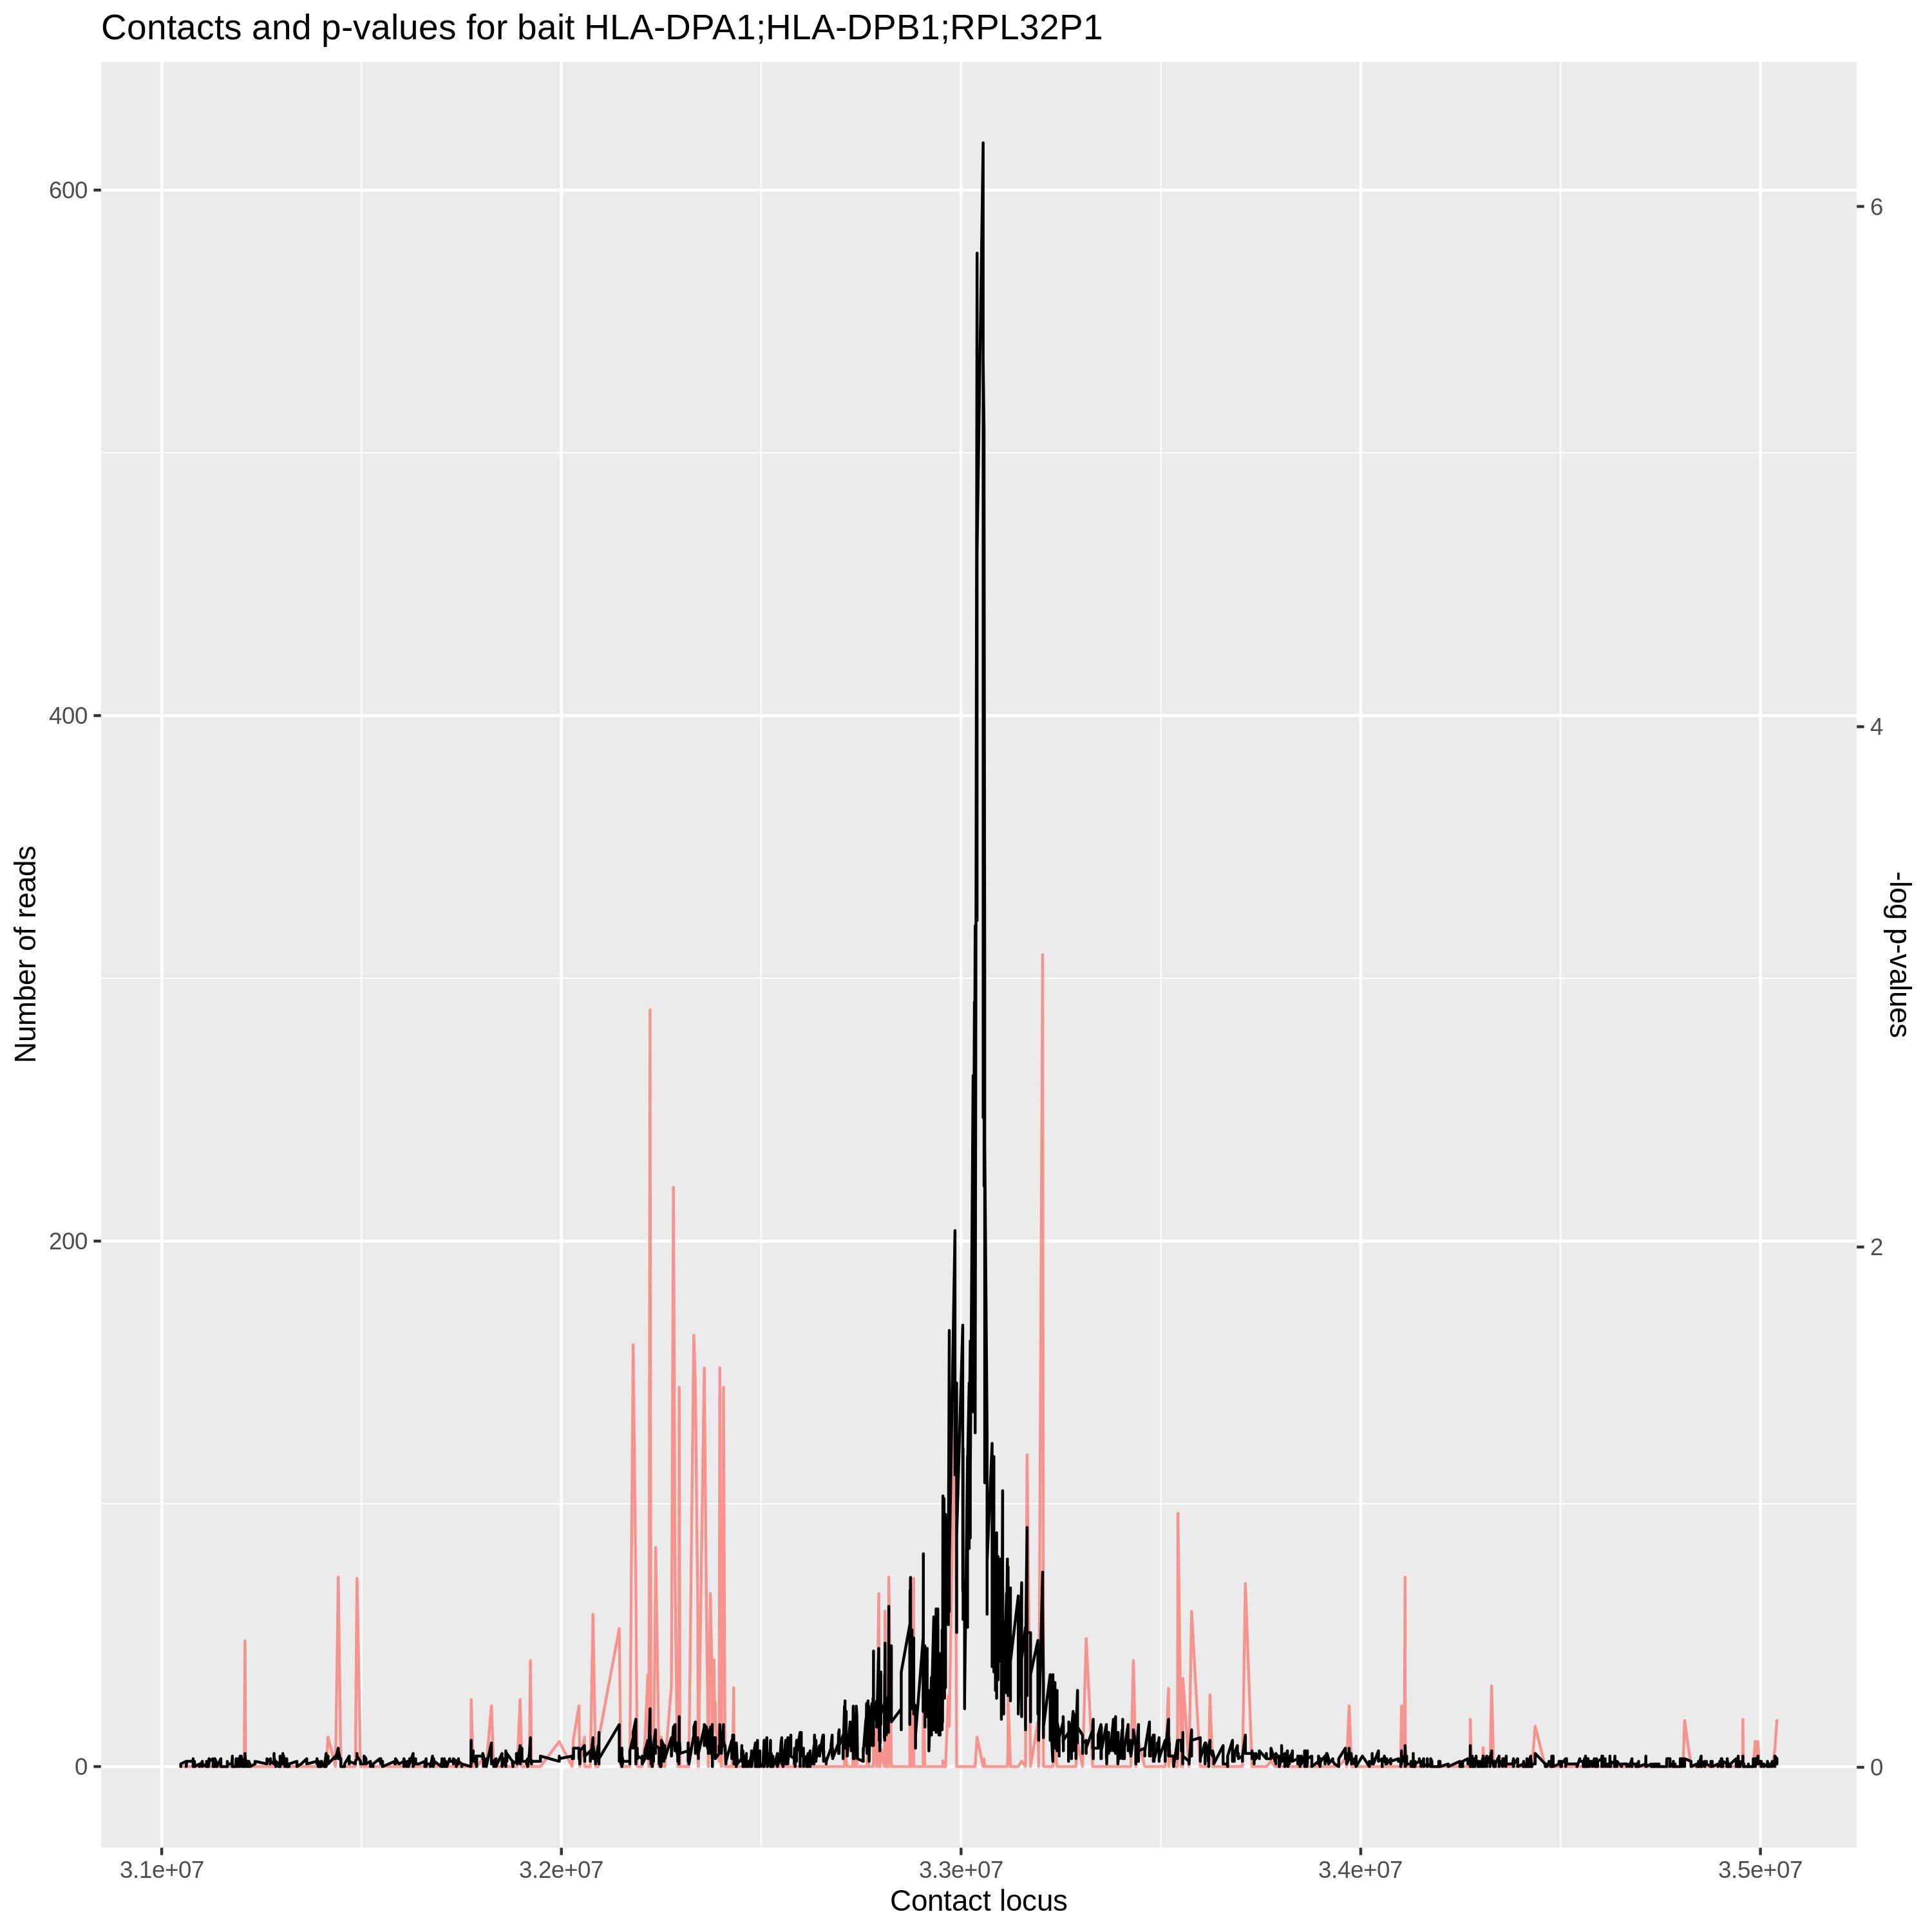 Contacts and p-values for bait HLA-DPA1;HLA-DPB1;RPL32P1
600
400
200
0
Number of reads
6
4
2
0
-log p-values
3.1e+07
3.2e+07
3.3e+07
3.4e+07
3.5e+07
Contact locus